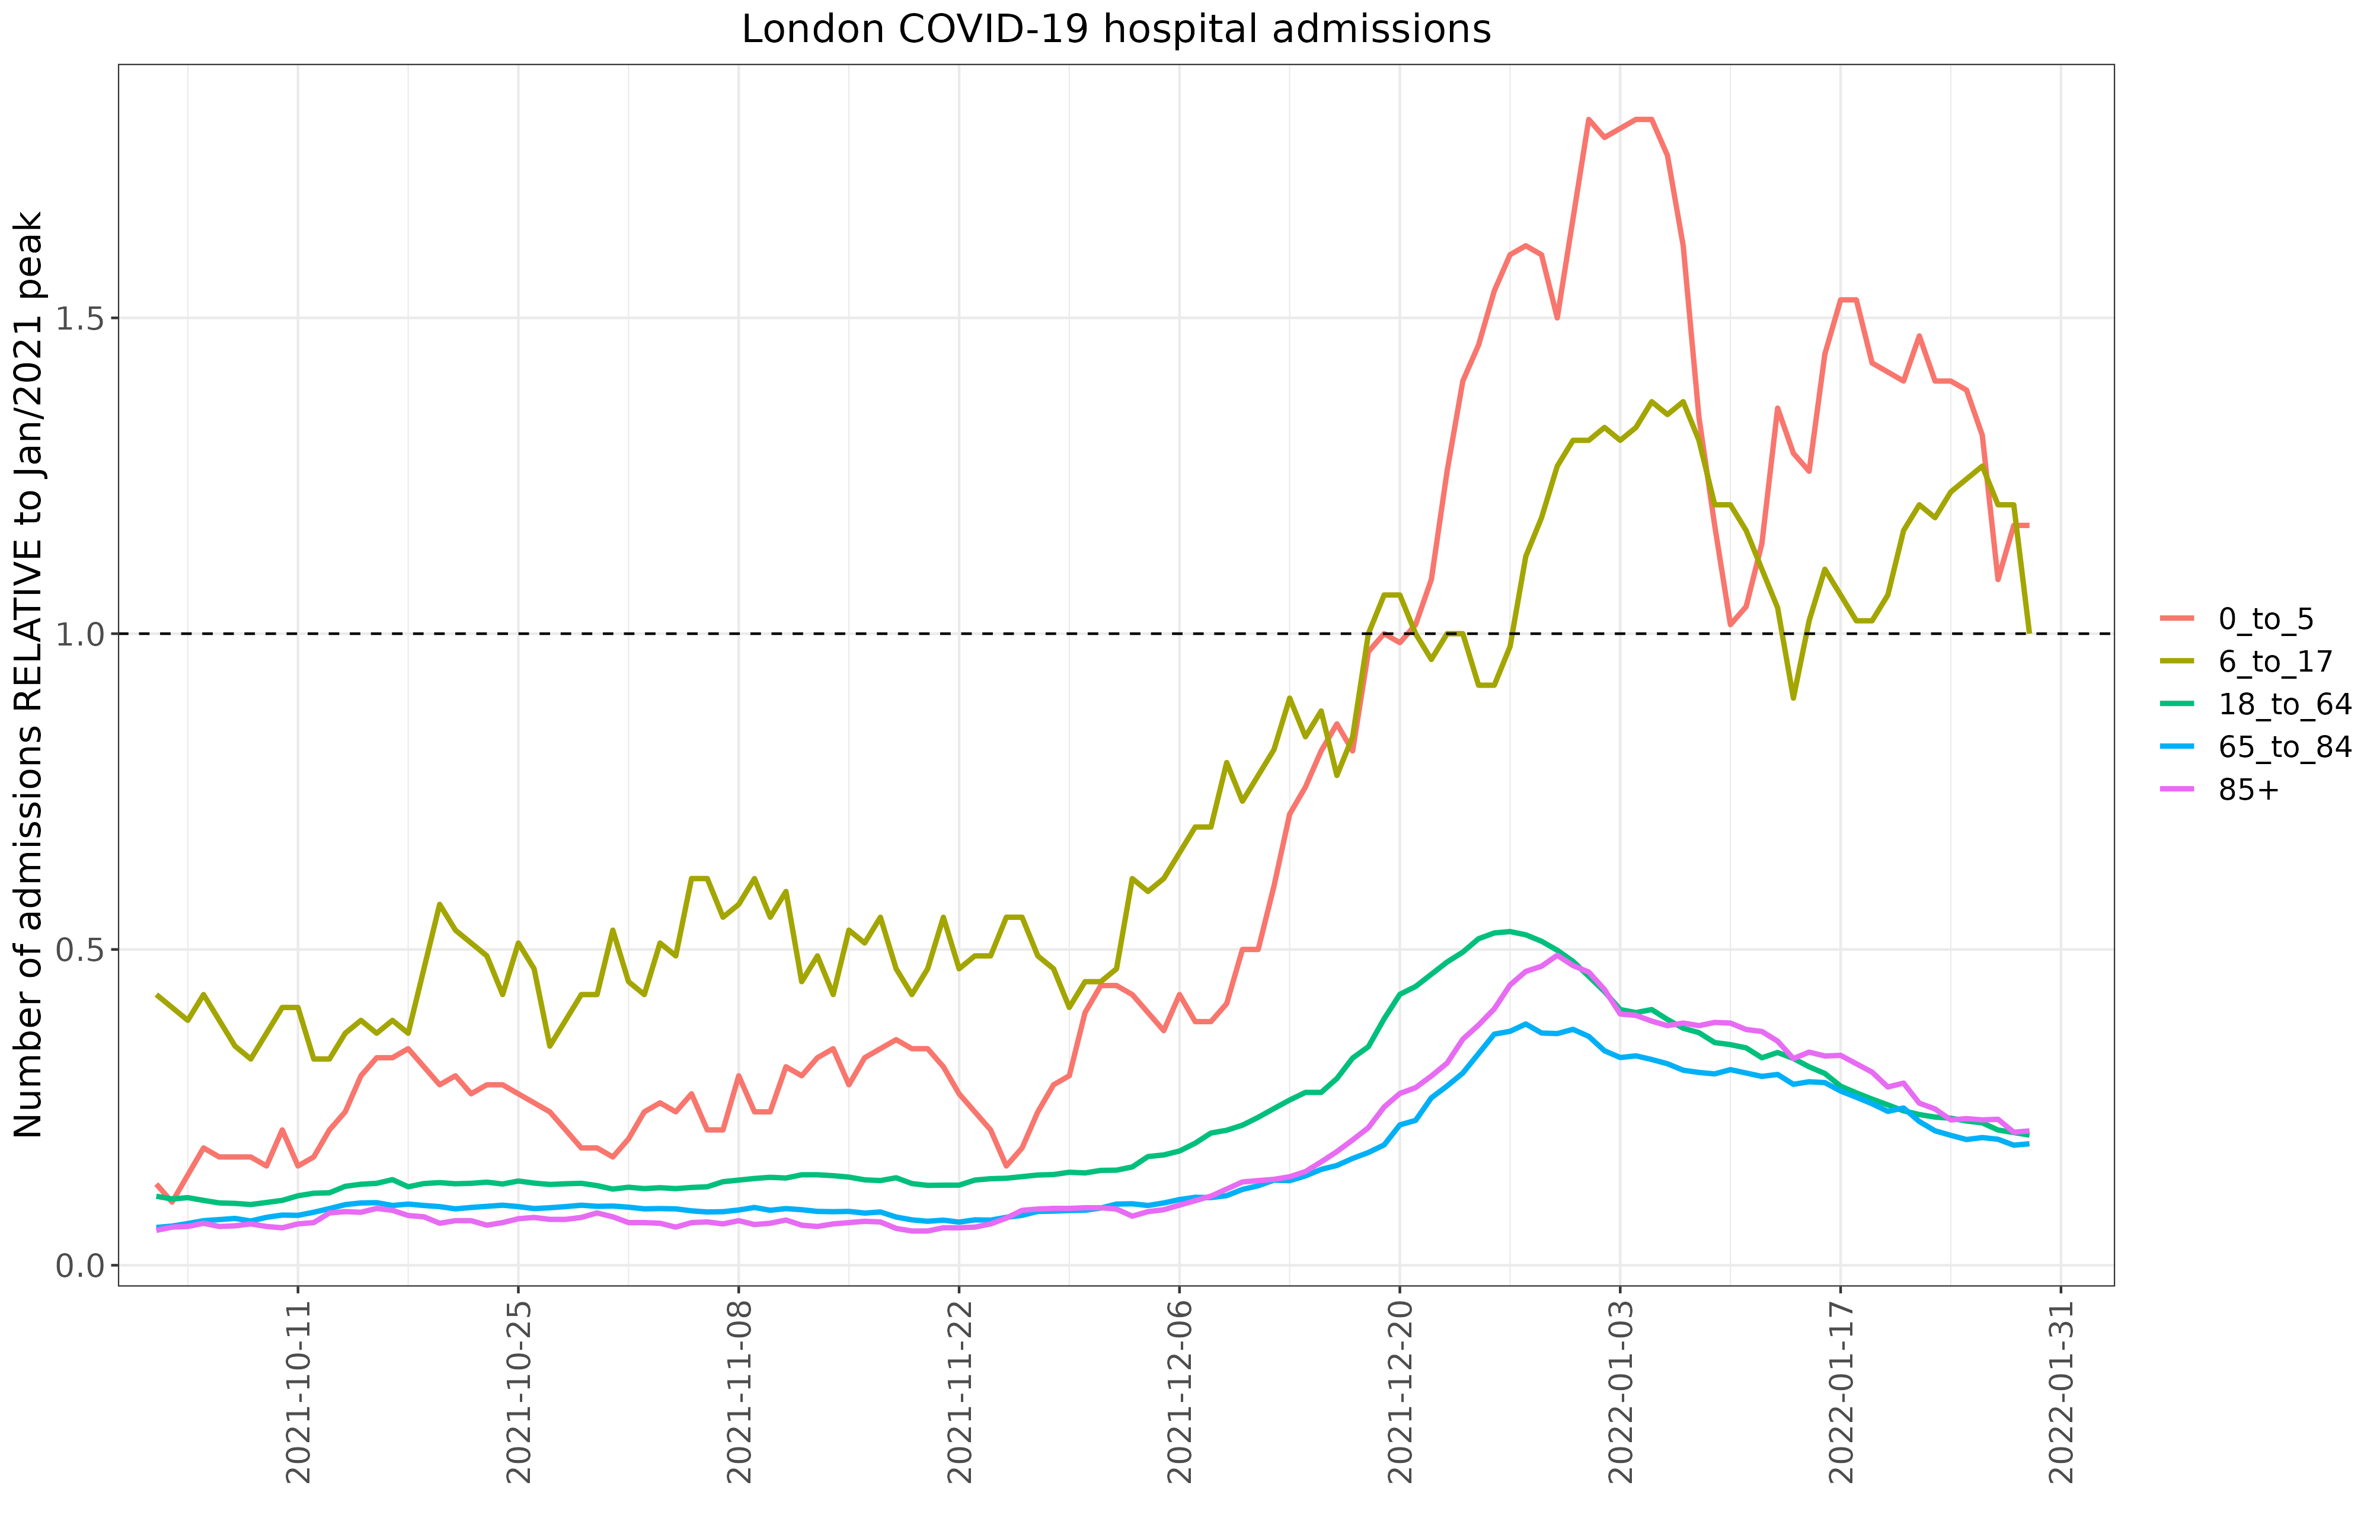 London COVID-19 hospital admissions
Number of admissions RELATIVE to Jan/2021 peak
1.5
1.0
0.5
0.0
2021-10-11
2021-10-25
2021-11-08
2021-11-22
2021-12-06
2021-12-20
2022-01-03
2022-01-17
2022-01-31
0_to_5
6_to_17
18_to_64
65_to_84
85+